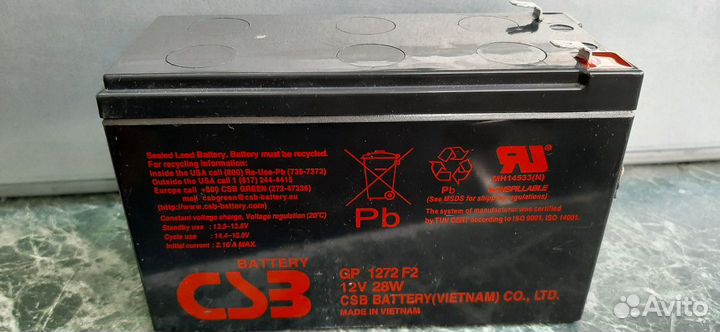 Sealed Lead Battery. Battery must be recycled.
For recycling information:
Inside the USA call (800) Re-Use-Pb (738-7372)
Outside the USA call 1 (817) 244-4415
Europe call +800 CSB GREEN (272-47336)
mail csbgreen@csb-battery.eu
(http://www.csb-battery.com)
Constant voltage charge, Voltage regulation (20°C)
Standby use : 13.5-13.8V
Cycle use : 14.4-15.0V
Initial current : 2.16 A MAX.
BATTERY
CSB
Pb
Pb
MH14533(N)
NONSPILLABLE
(See MSDS for shipping regulations)
The system of manufacture was certified
by TUV CERT according to ISO 9001, ISO 14001.
GP 1272 F2
12V 28W
CSB BATTERY(VIETNAM) CO., LTD.
MADE IN VIETNAM
Avito